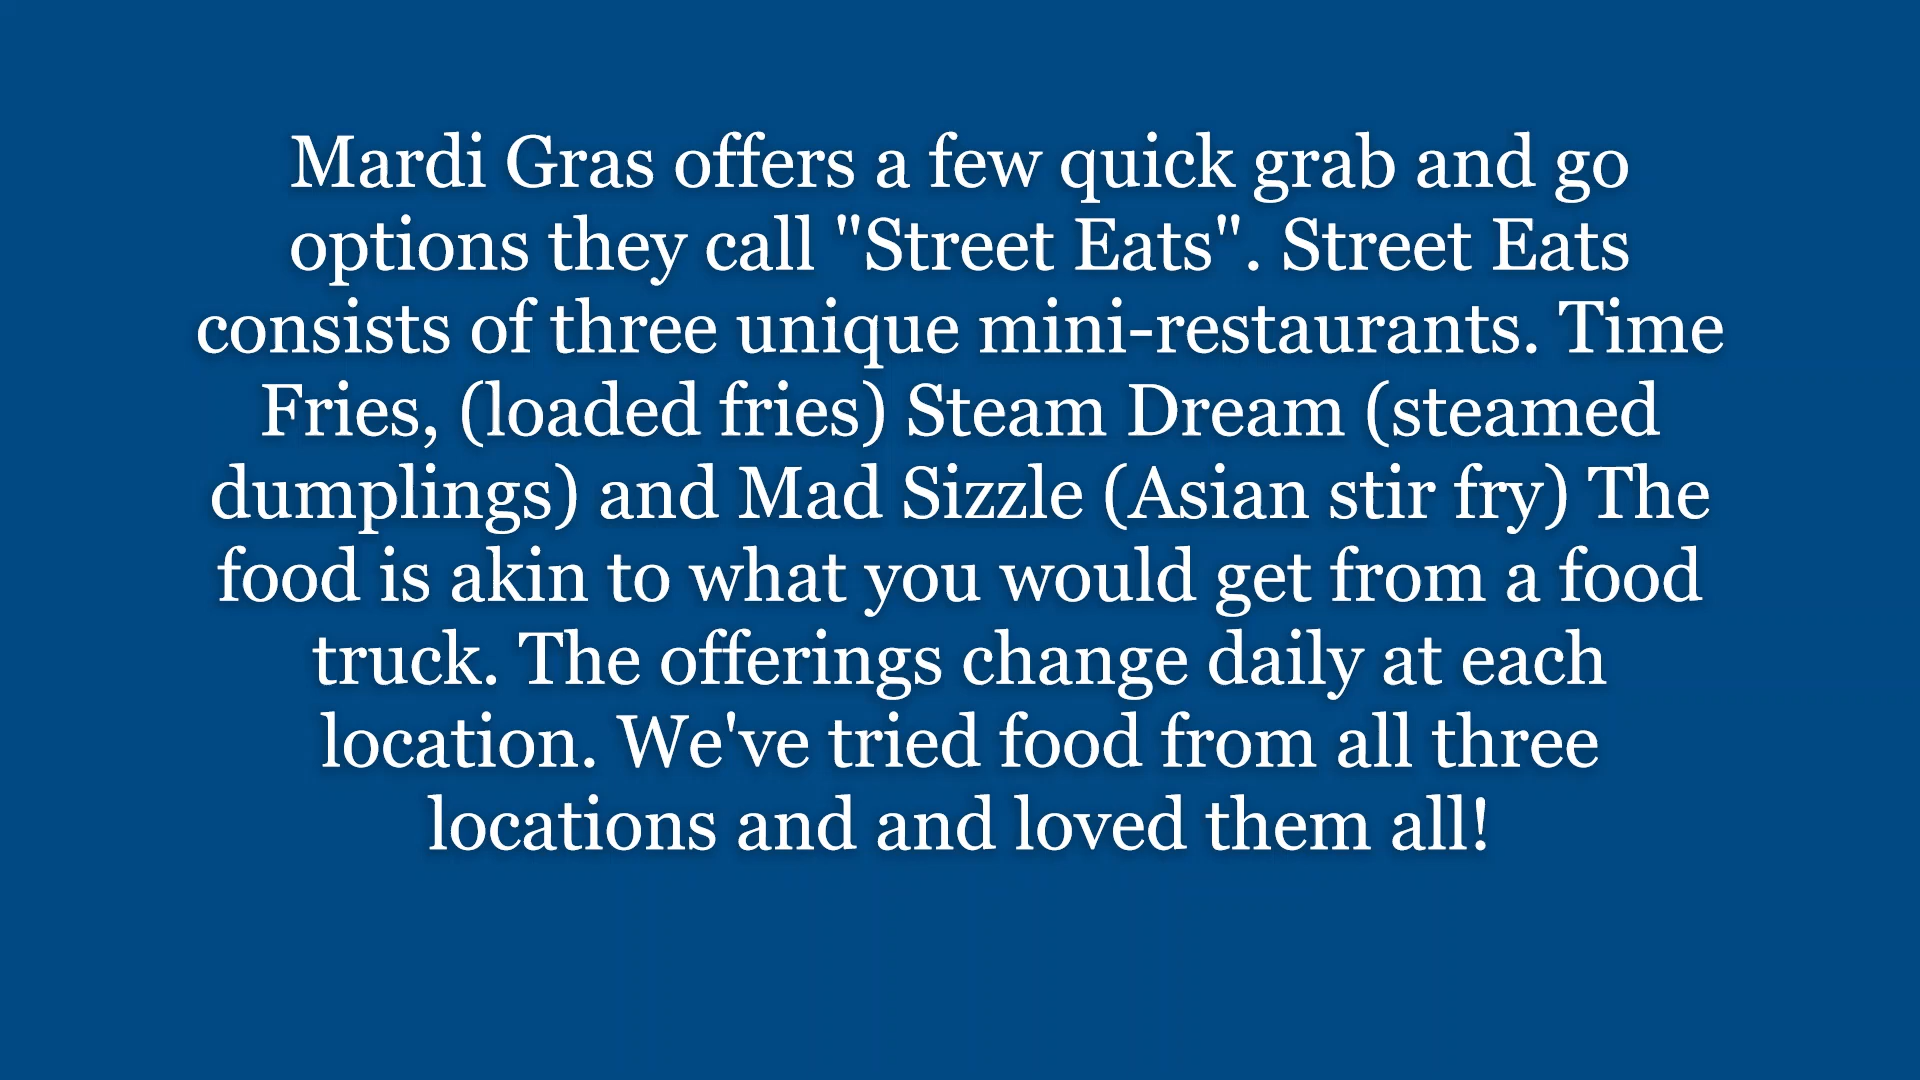 Mardi Gras offers a few quick grab and go
options they call "Street Eats". Street Eats
consists of three unique mini-restaurants. Time
Fries, (loaded fries) Steam Dream (steamed
dumplings) and Mad Sizzle (Asian stir fry) The
food is akin to what you would get from a food
truck. The offerings change daily at each
location. We've tried food from all three
locations and and loved them all!